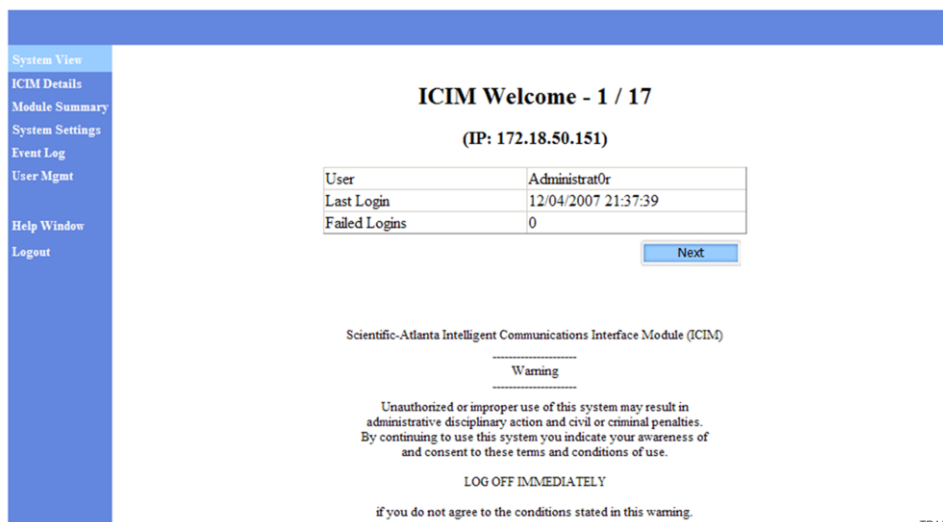 System View
ICIM Details
Module Summary
System Settings
Event Log
User Mgmt
Help Window
Logout
ICIM Welcome - 1 / 17
(IP: 172.18.50.151)
User Administrat0r
Last Login 12/04/2007 21:37:39
Failed Logins 0
Next
Scientific-Atlanta Intelligent Communications Interface Module (ICIM)
---------------------
Warning
---------------------
Unauthorized or improper use of this system may result in
administrative disciplinary action and civil or criminal penalties.
By continuing to use this system you indicate your awareness of
and consent to these terms and conditions of use.
LOG OFF IMMEDIATELY
if you do not agree to the conditions stated in this warning.